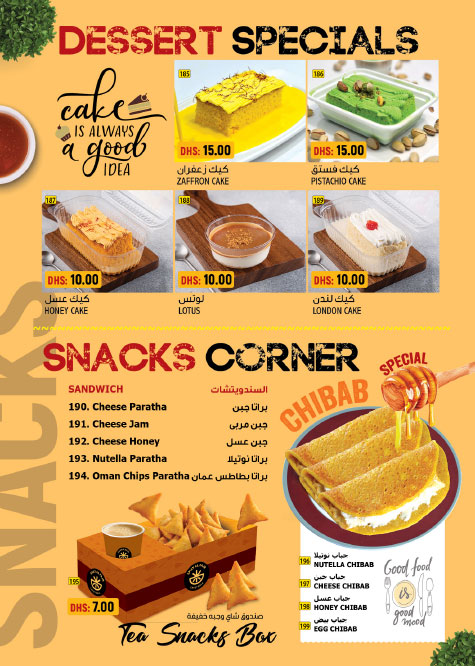 DESSERT SPECIALS
cake
IS ALWAYS
a good
IDEA
185
DHS: 15.00
كيك زعفران
ZAFFRON CAKE
186
DHS: 15.00
كيك فستق
PISTACHIO CAKE
187
DHS: 10.00
كيك عسل
HONEY CAKE
188
DHS: 10.00
لوتس
LOTUS
189
DHS: 10.00
كيك لندن
LONDON CAKE
SNACKS
SNACKS CORNER
SANDWICH السندويتشات
190. Cheese Paratha براتا جبن
191. Cheese Jam جبن مربى
192. Cheese Honey جبن عسل
193. Nutella Paratha براتا نوتيلا
194. Oman Chips Paratha براتا بطاطس عمان
CHIBAB
SPECIAL
195
DHS: 7.00
صندوق شاي وجبه خفيفة
Tea Snacks Box
196
جباب نوتيلا
NUTELLA CHIBAB
197
جباب جبن
CHEESE CHIBAB
198
جباب عسل
HONEY CHIBAB
199
جباب بيض
EGG CHIBAB
Good food
is
good
mood